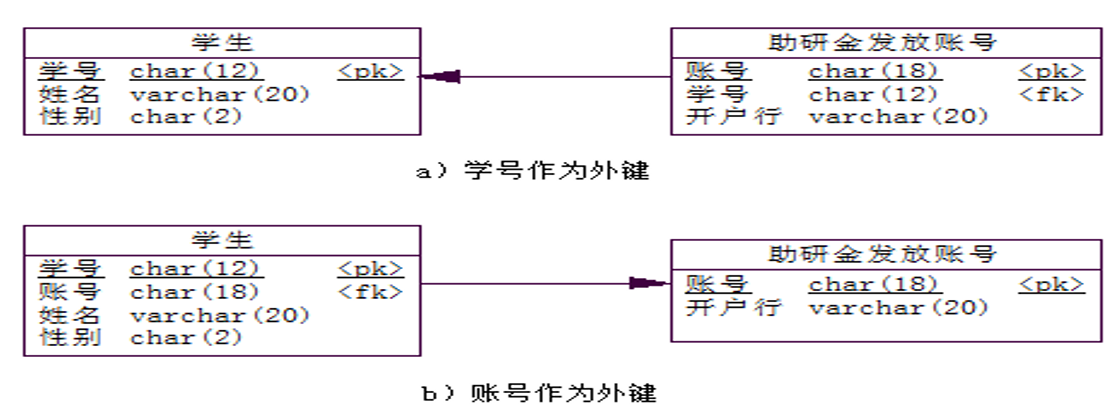 学生
学号 char(12) <pk>
姓名 varchar(20)
性别 char(2)
助研金发放账号
账号 char(18) <pk>
学号 char(12) <fk>
开户行 varchar(20)
a) 学号作为外键
学生
学号 char(12) <pk>
账号 char(18) <fk>
姓名 varchar(20)
性别 char(2)
助研金发放账号
账号 char(18) <pk>
开户行 varchar(20)
b) 账号作为外键